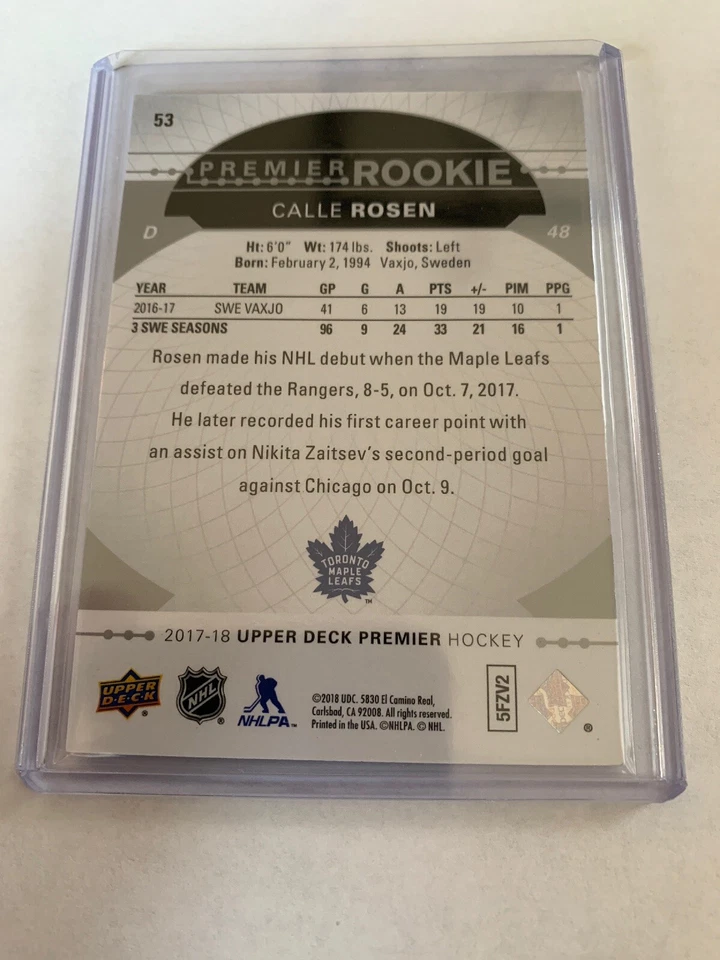 53
PREMIER ROOKIE
CALLE ROSEN
D 48
Ht: 6'0" Wt: 174 lbs. Shoots: Left
Born: February 2, 1994 Vaxjo, Sweden
YEAR TEAM GP G A PTS +/- PIM PPG
2016-17 SWE VAXJO 41 6 13 19 19 10 1
3 SWE SEASONS 96 9 24 33 21 16 1
Rosen made his NHL debut when the Maple Leafs
defeated the Rangers, 8-5, on Oct. 7, 2017.
He later recorded his first career point with
an assist on Nikita Zaitsev's second-period goal
against Chicago on Oct. 9.
TORONTO
MAPLE
LEAFS
TM
2017-18 UPPER DECK PREMIER HOCKEY
UPPER
D·E·C·K
®
NHL
®
NHLPA
TM
©2018 UDC. 5830 El Camino Real,
Carlsbad, CA 92008. All rights reserved.
Printed in the USA. ©NHLPA. © NHL.
5FZV2
®